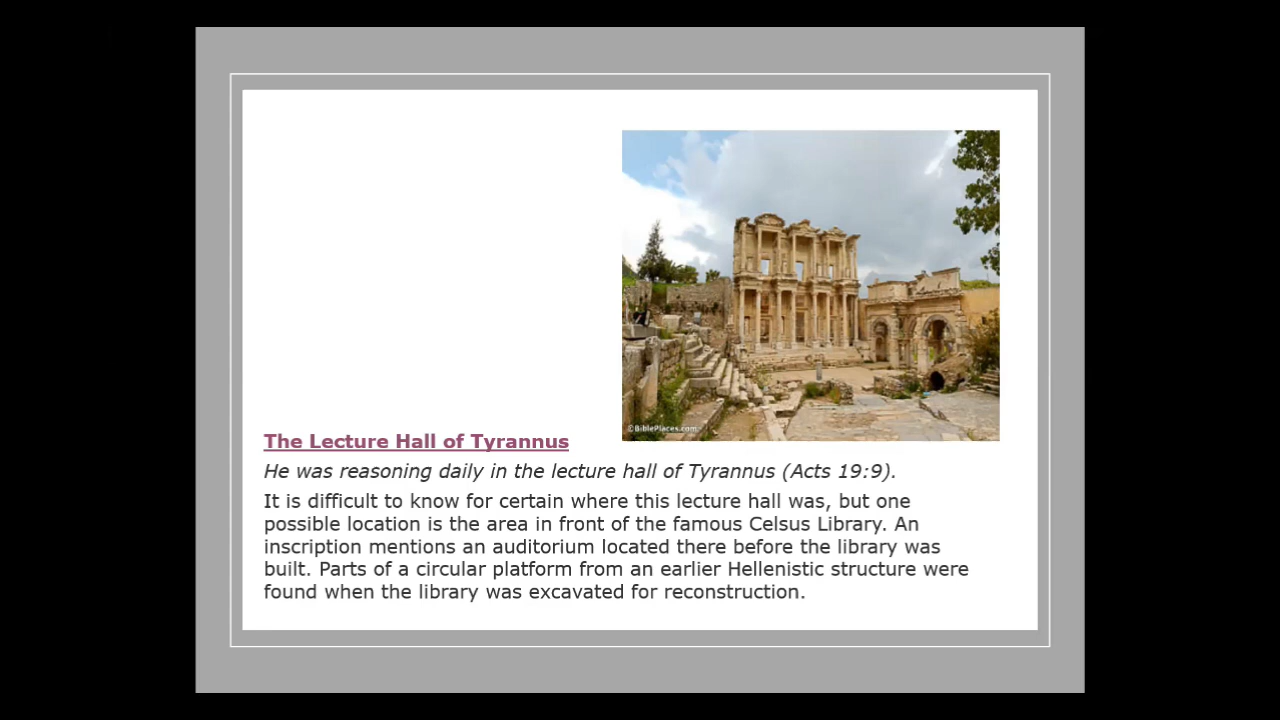 ©BiblePlaces.com
The Lecture Hall of Tyrannus
He was reasoning daily in the lecture hall of Tyrannus (Acts 19:9).
It is difficult to know for certain where this lecture hall was, but one
possible location is the area in front of the famous Celsus Library. An
inscription mentions an auditorium located there before the library was
built. Parts of a circular platform from an earlier Hellenistic structure were
found when the library was excavated for reconstruction.